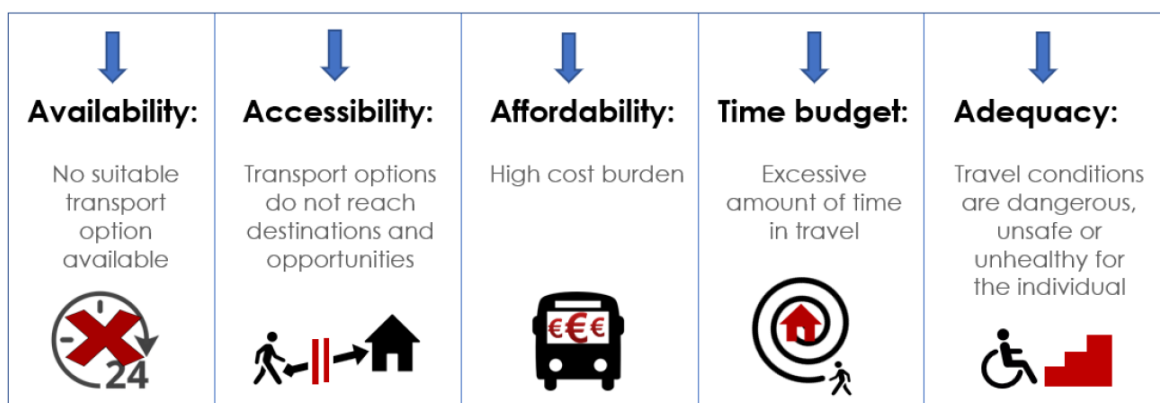 Availability:
No suitable
transport
option
available
24
Accessibility:
Transport options
do not reach
destinations and
opportunities
Affordability:
High cost burden
€€€
Time budget:
Excessive
amount of time
in travel
Adequacy:
Travel conditions
are dangerous,
unsafe or
unhealthy for
the individual